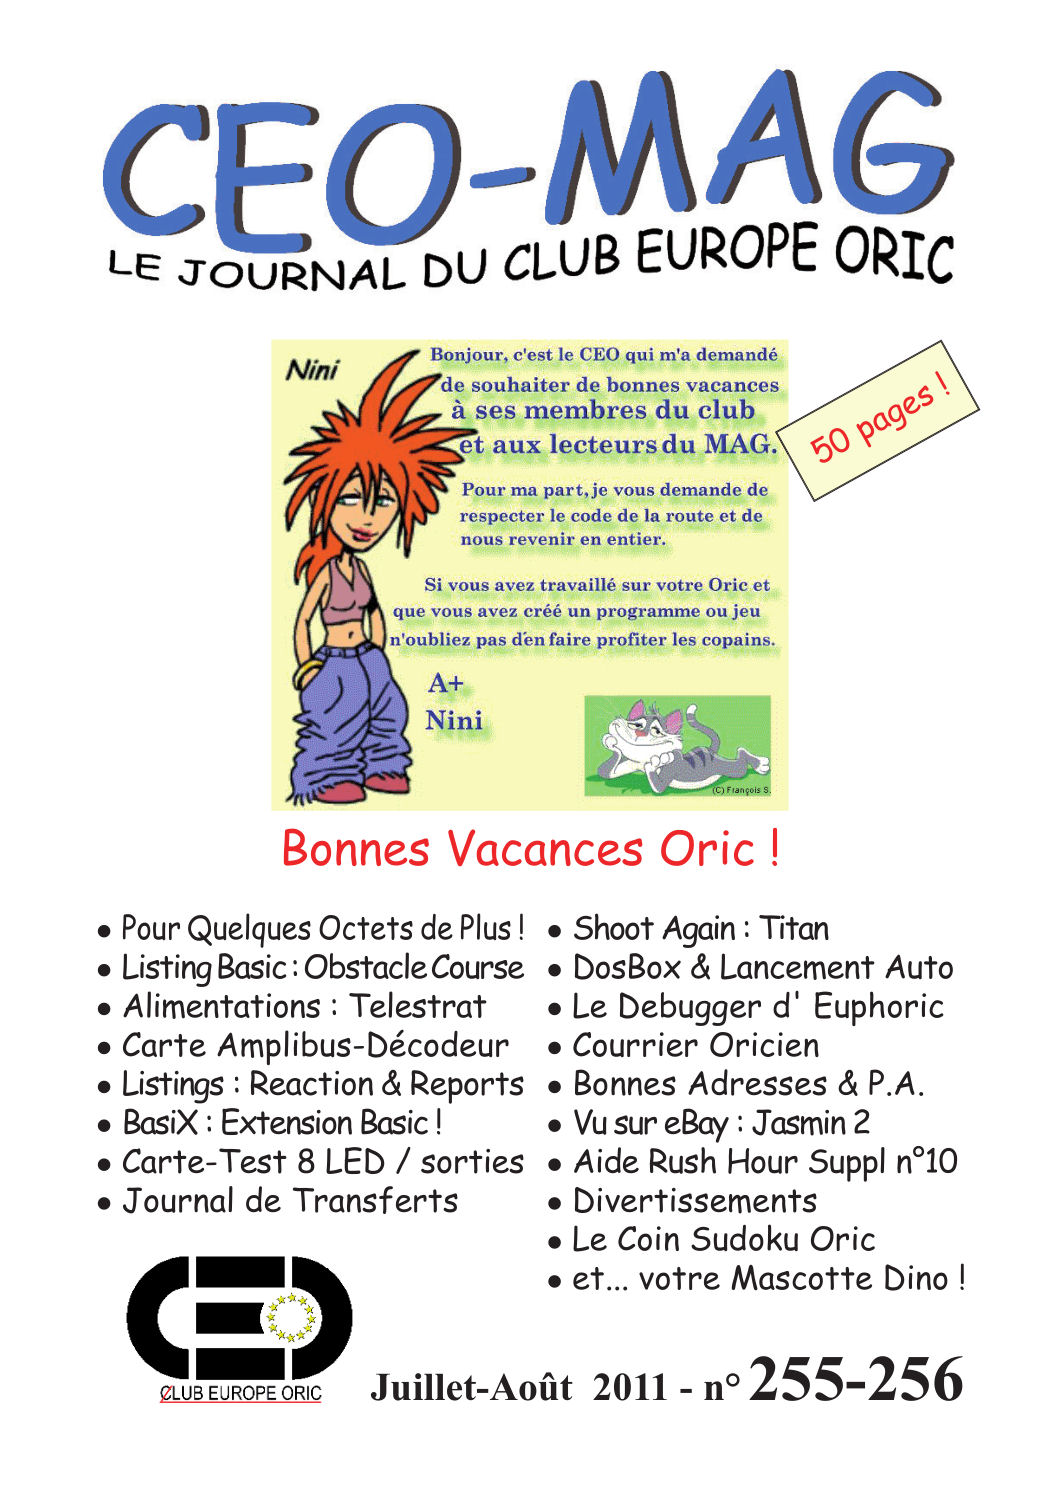 CEO-MAG
LE JOURNAL DU CLUB EUROPE ORIC
Nini
Bonjour, c'est le CEO qui m'a demandé
de souhaiter de bonnes vacances
à ses membres du club
et aux lecteurs du MAG.
50 pages !
Pour ma part, je vous demande de
respecter le code de la route et de
nous revenir en entier.
Si vous avez travaillé sur votre Oric et
que vous avez créé un programme ou jeu
n'oubliez pas d'en faire profiter les copains.
A+
Nini
(C) François S.
Bonnes Vacances Oric !
• Pour Quelques Octets de Plus !
• Listing Basic : Obstacle Course
• Alimentations : Telestrat
• Carte Amplibus-Décodeur
• Listings : Reaction & Reports
• BasiX : Extension Basic !
• Carte-Test 8 LED / sorties
• Journal de Transferts
• Shoot Again : Titan
• DosBox & Lancement Auto
• Le Debugger d' Euphoric
• Courrier Oricien
• Bonnes Adresses & P.A.
• Vu sur eBay : Jasmin 2
• Aide Rush Hour Suppl n°10
• Divertissements
• Le Coin Sudoku Oric
• et... votre Mascotte Dino !
CEO
CLUB EUROPE ORIC
Juillet-Août 2011 - n° 255-256